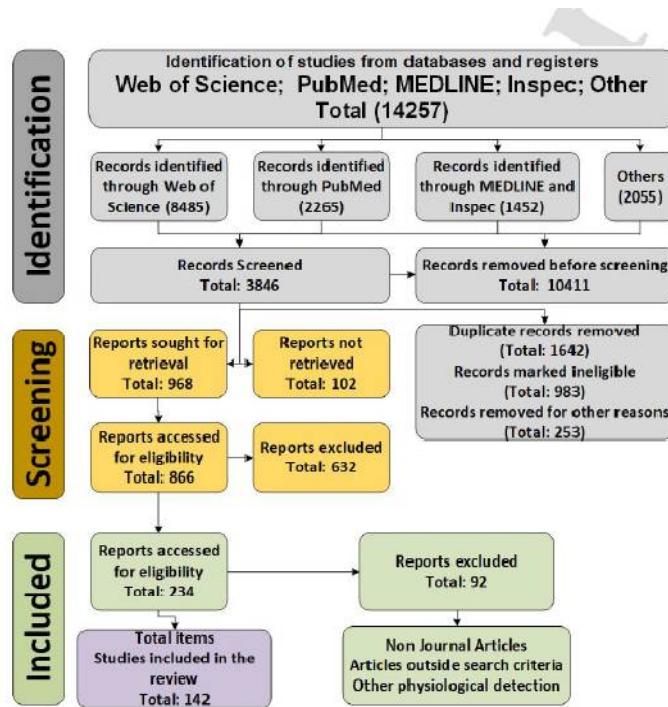 Identification
Identification of studies from databases and registers
Web of Science; PubMed; MEDLINE; Inspec; Other
Total (14257)
Records identified
through Web of
Science (8485)
Records identified
through PubMed
(2265)
Records identified
through MEDLINE and
Inspec (1452)
Others
(2055)
Records Screened
Total: 3846
Records removed before screening
Total: 10411
Screening
Reports sought for
retrieval
Total: 968
Reports not
retrieved
Total: 102
Duplicate records removed
(Total: 1642)
Records marked ineligible
(Total: 983)
Records removed for other reasons
(Total: 253)
Reports accessed
for eligibility
Total: 866
Reports excluded
Total: 632
Included
Reports accessed
for eligibility
Total: 234
Reports excluded
Total: 92
Total items
Studies included in the
review
Total: 142
Non Journal Articles
Articles outside search criteria
Other physiological detection